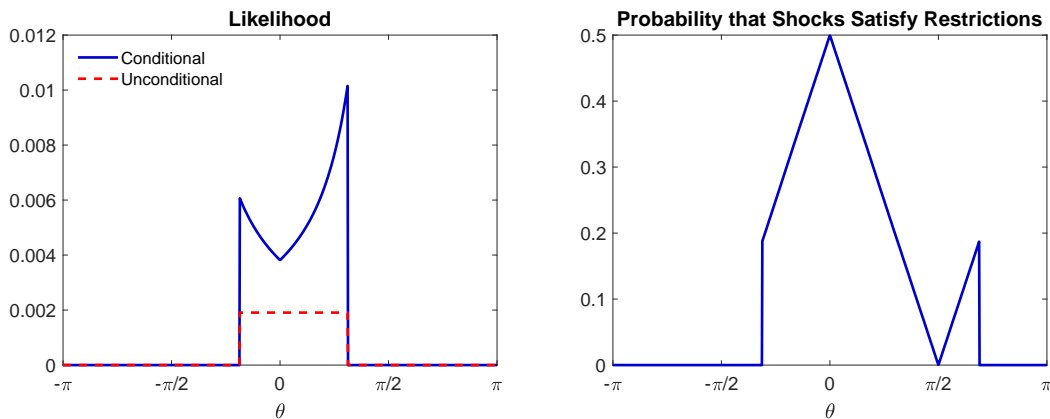 Likelihood
0.012
0.01
0.008
0.006
0.004
0.002
0
Conditional
Unconditional
-π -π/2 0 π/2 π
θ
Probability that Shocks Satisfy Restrictions
0.5
0.4
0.3
0.2
0.1
0
-π -π/2 0 π/2 π
θ